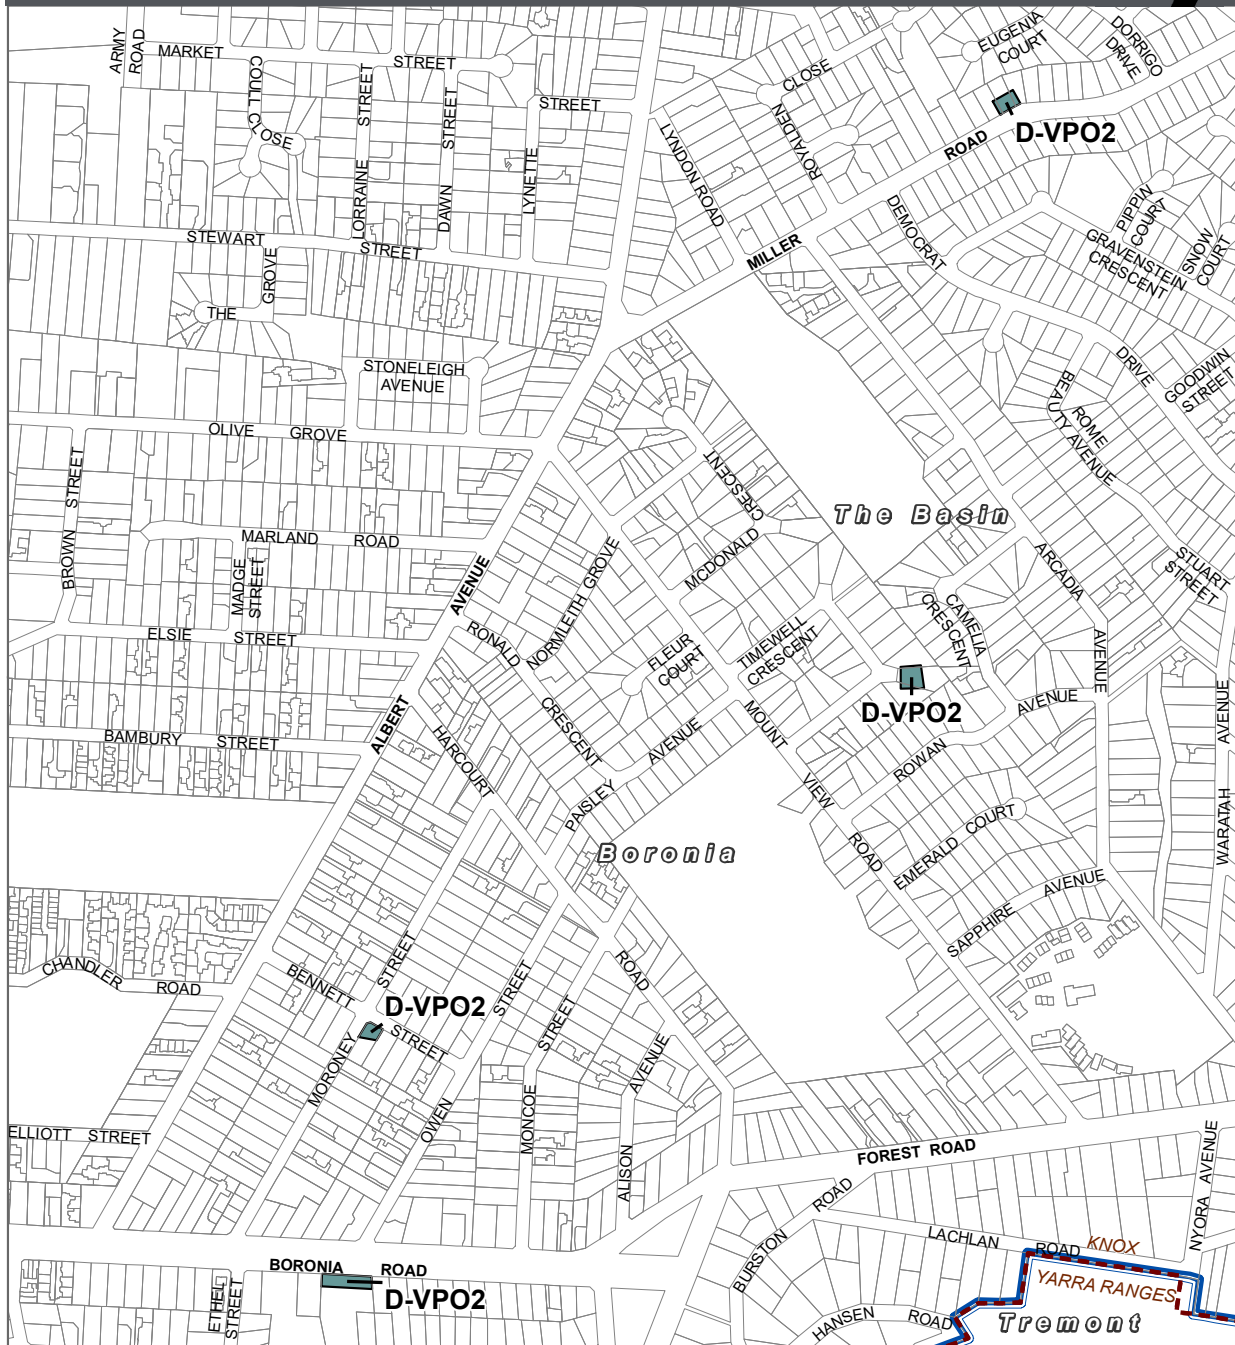 ARMY
ROAD
MARKET
STREET
COULL CLOSE
LORRAINE STREET
DAWN STREET
STREET
LYNETTE
LYNDON ROAD
ROYALDEN
CLOSE
EUGENIA
COURT
DORRIGO
DRIVE
D-VPO2
ROAD
MILLER
DEMOCRAT
PIPPIN
COURT
SNOW
COURT
GRAVENSTEIN
CRESCENT
STEWART
STREET
THE
GROVE
STONELEIGH
AVENUE
DRIVE
GOODWIN
STREET
BEAUTY AVENUE
ROME
OLIVE GROVE
BROWN STREET
CRESCENT
MCDONALD
The Basin
MARLAND ROAD
MADGE
STREET
AVENUE
ALBERT
NORMLEITH GROVE
ARCADIA
AVENUE
STUART
STREET
CAMELIA
CRESCENT
ELSIE STREET
RONALD
CRESCENT
FLEUR
COURT
TIMEWELL
CRESCENT
D-VPO2
AVENUE
ROWAN
BAMBURY STREET
HARCOURT
ROAD
PAISLEY
AVENUE
MOUNT
VIEW
ROAD
WARATAH
AVENUE
Boronia
EMERALD COURT
SAPPHIRE AVENUE
CHANDLER ROAD
BENNETT
STREET
D-VPO2
MORONEY
STREET
OWEN
STREET
MONCOE
STREET
ALISON
AVENUE
ELLIOTT STREET
FOREST ROAD
NYORA AVENUE
BURSTON
ROAD
LACHLAN ROAD
KNOX
YARRA RANGES
BORONIA ROAD
D-VPO2
ETHEL
STREET
HANSEN ROAD
Tremont